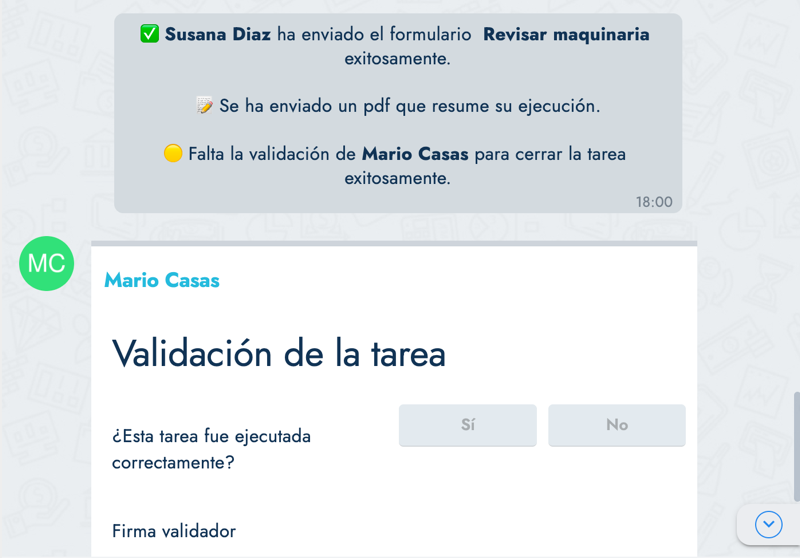 ✅ Susana Diaz ha enviado el formulario Revisar maquinaria
exitosamente.
📝 Se ha enviado un pdf que resume su ejecución.
🟡 Falta la validación de Mario Casas para cerrar la tarea
exitosamente.
18:00
MC
Mario Casas
Validación de la tarea
¿Esta tarea fue ejecutada
correctamente?
Sí
No
Firma validador